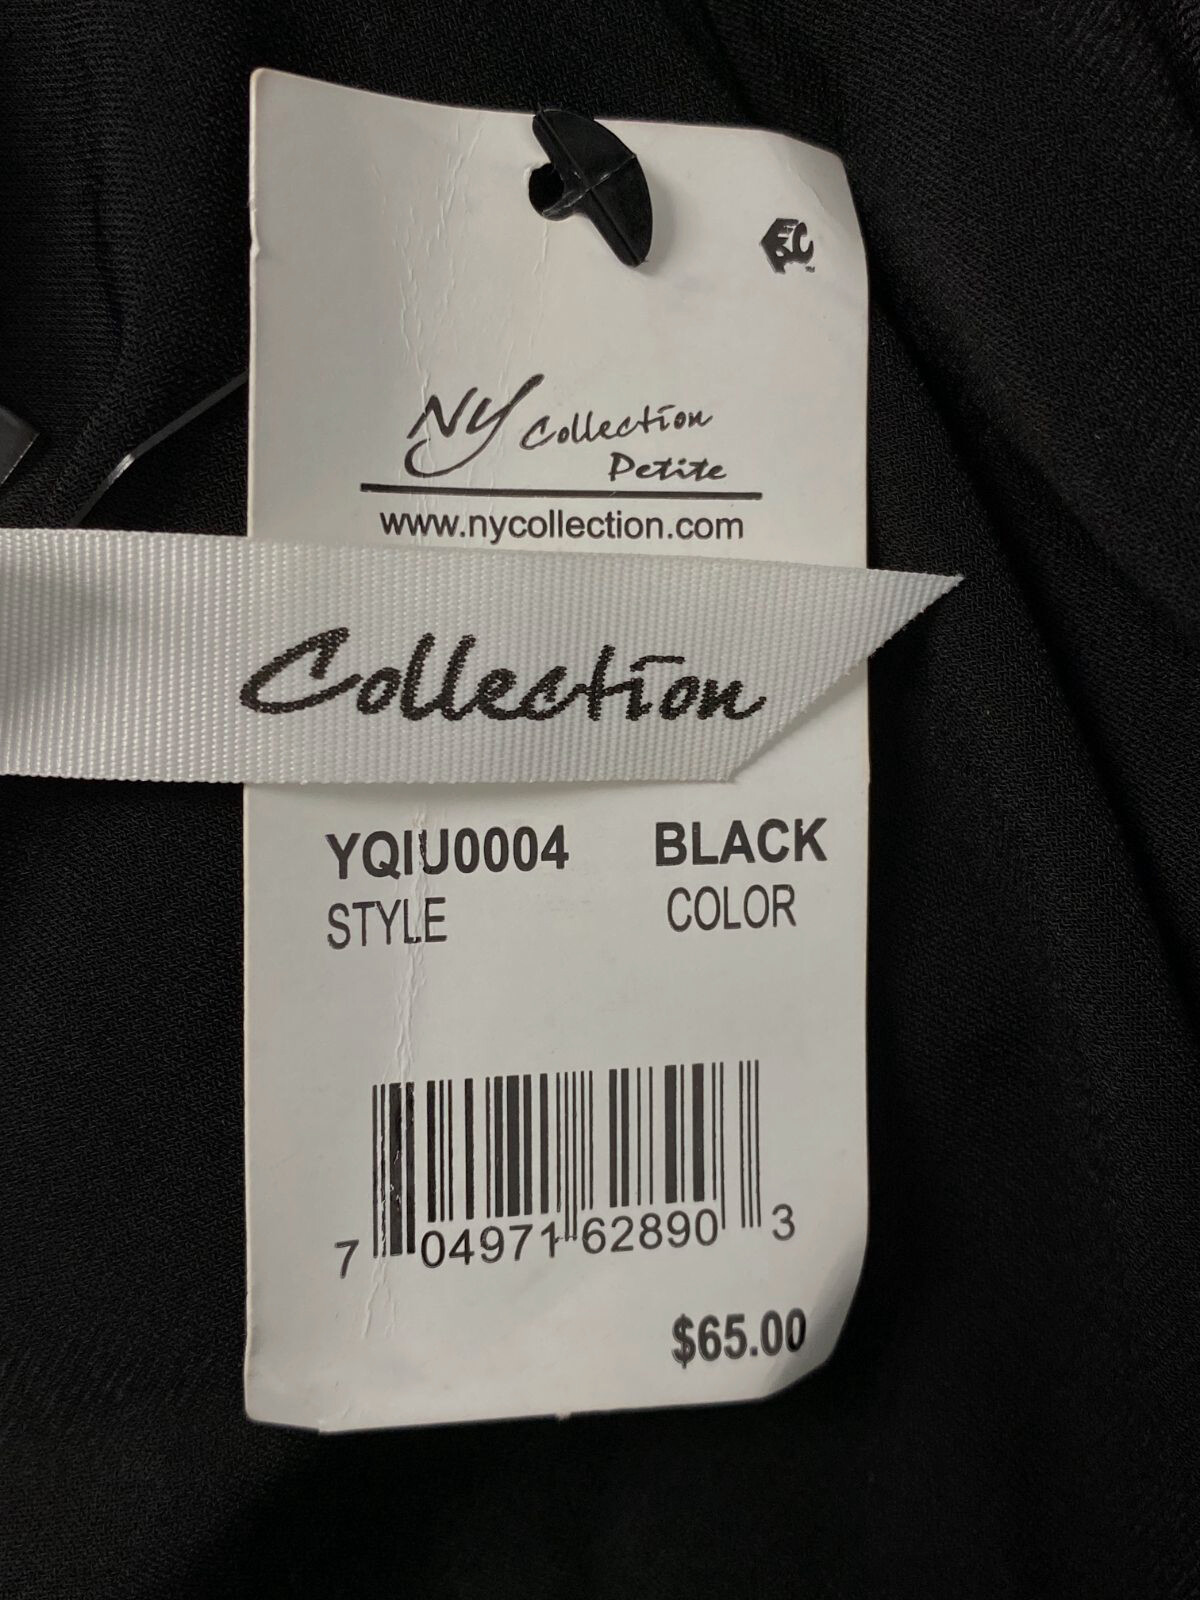 NY Collection
Petite
www.nycollection.com
Collection
YQIU0004 BLACK
STYLE COLOR
7 04971 62890 3
$65.00